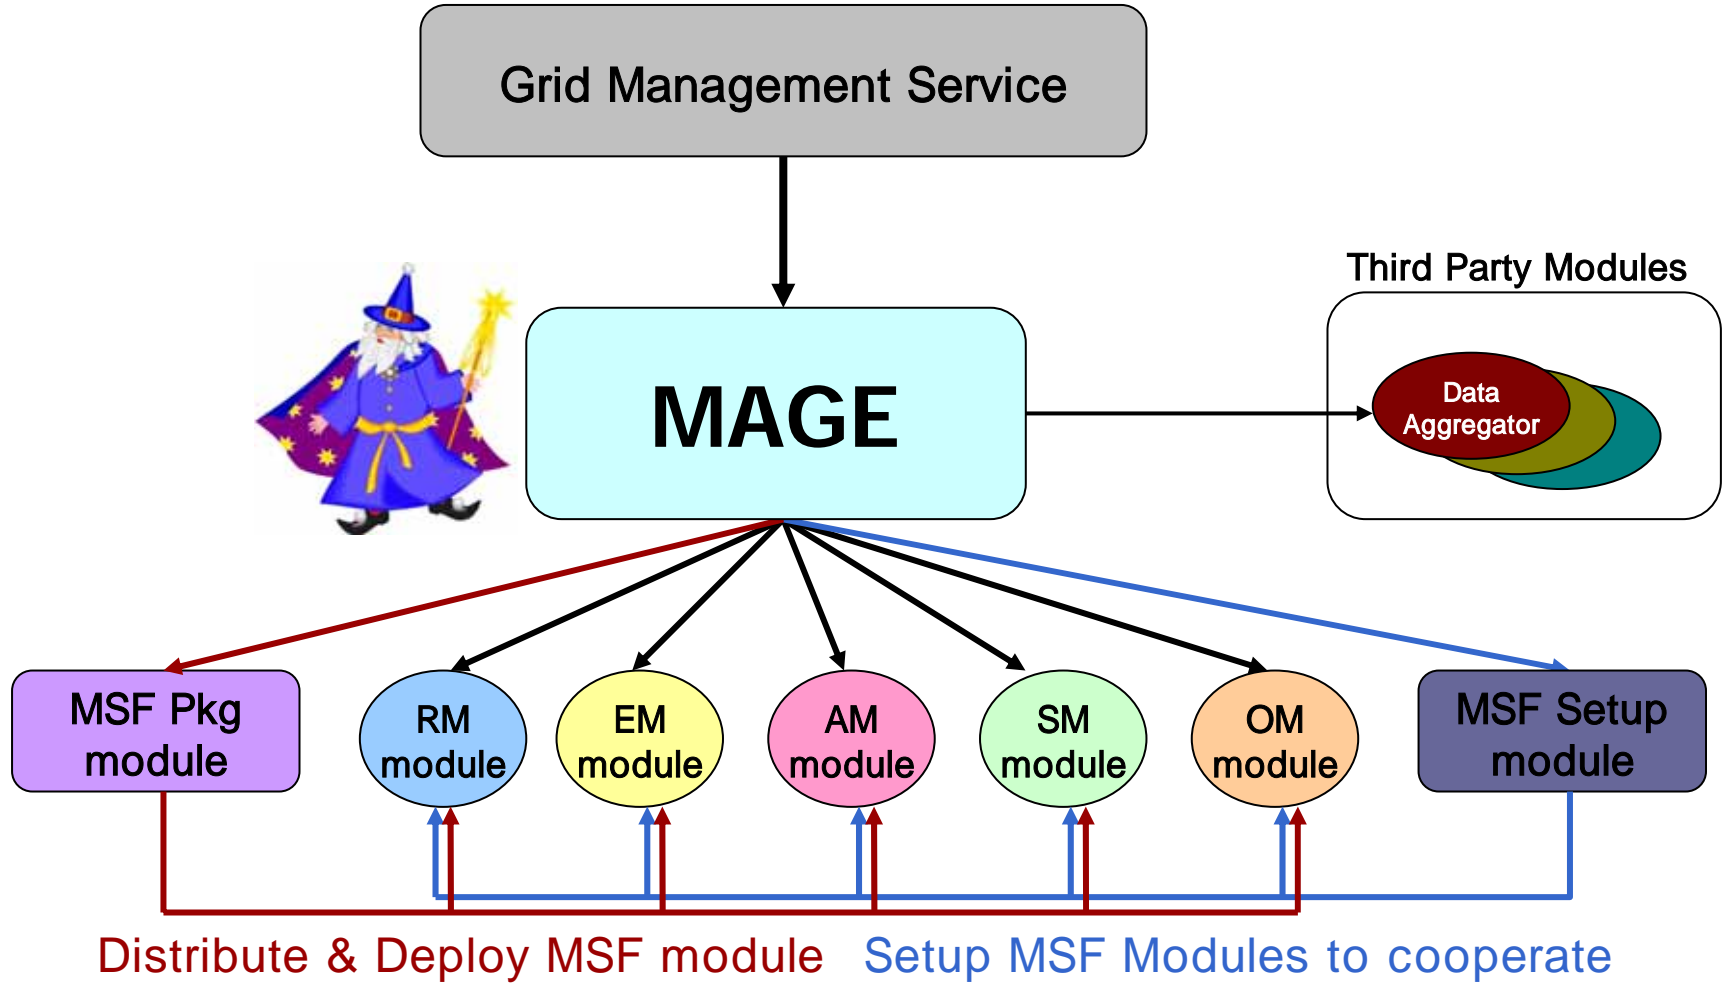 Grid Management Service
Third Party Modules
MAGE
Data
Aggregator
MSF Pkg
module
RM
module
EM
module
AM
module
SM
module
OM
module
MSF Setup
module
Distribute & Deploy MSF module
Setup MSF Modules to cooperate